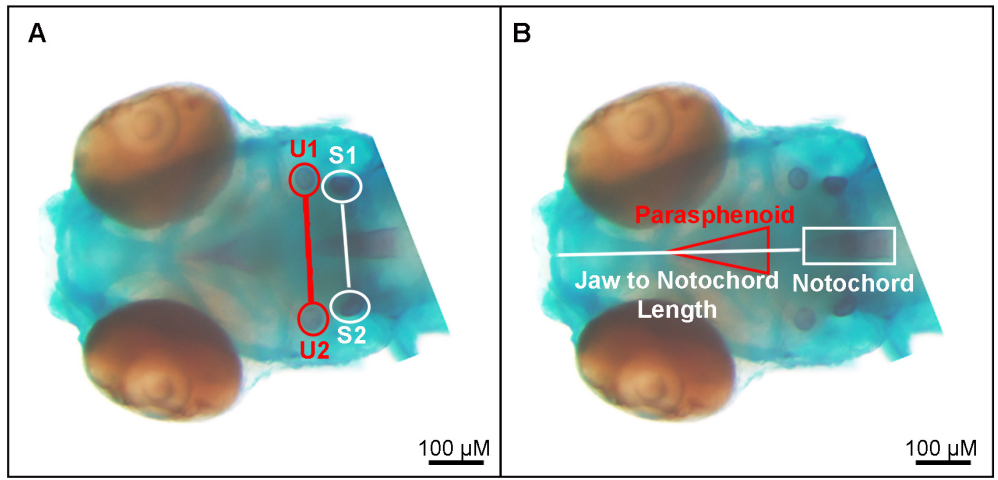 A
U1
S1
U2
S2
100 µM
B
Parasphenoid
Jaw to Notochord
Length
Notochord
100 µM